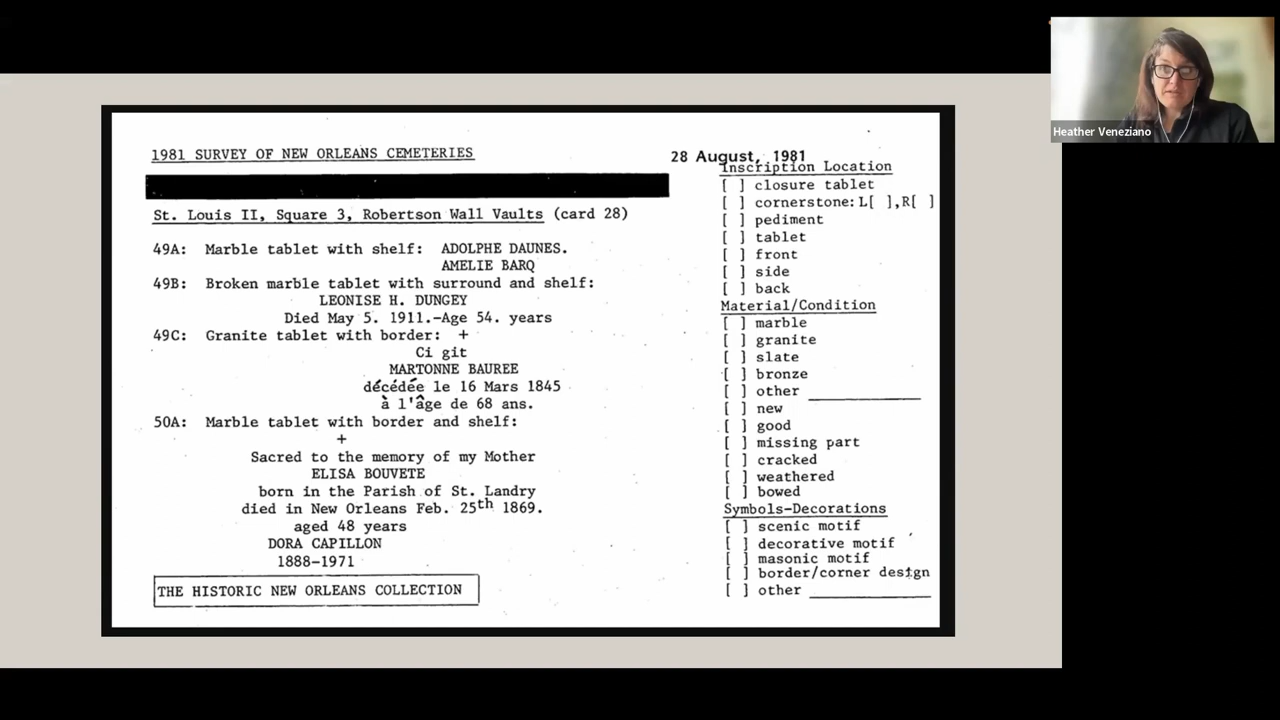 Heather Veneziano
1981 SURVEY OF NEW ORLEANS CEMETERIES
28 August, 1981
St. Louis II, Square 3, Robertson Wall Vaults (card 28)
49A: Marble tablet with shelf: ADOLPHE DAUNES.
AMELIE BARQ
49B: Broken marble tablet with surround and shelf:
LEONISE H. DUNGEY
Died May 5. 1911.-Age 54. years
49C: Granite tablet with border: +
Ci git
MARTONNE BAUREE
décédée le 16 Mars 1845
à l'âge de 68 ans.
50A: Marble tablet with border and shelf:
+
Sacred to the memory of my Mother
ELISA BOUVETE
born in the Parish of St. Landry
died in New Orleans Feb. 25th 1869.
aged 48 years
DORA CAPILLON
1888-1971
THE HISTORIC NEW ORLEANS COLLECTION
Inscription Location
[ ] closure tablet
[ ] cornerstone: L[ ],R[ ]
[ ] pediment
[ ] tablet
[ ] front
[ ] side
[ ] back
Material/Condition
[ ] marble
[ ] granite
[ ] slate
[ ] bronze
[ ] other
[ ] new
[ ] good
[ ] missing part
[ ] cracked
[ ] weathered
[ ] bowed
Symbols-Decorations
[ ] scenic motif
[ ] decorative motif
[ ] masonic motif
[ ] border/corner design
[ ] other